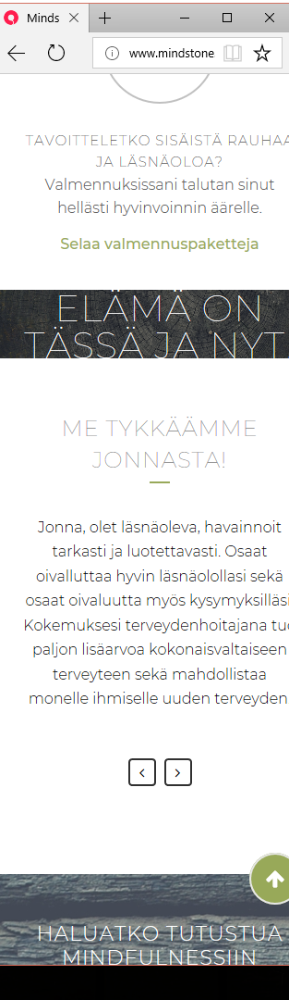 Minds
www.mindstone
TAVOITTELETKO SISÄISTÄ RAUHAA
JA LÄSNÄOLOA?
Valmennuksissani talutan sinut
hellästi hyvinvoinnin äärelle.
Selaa valmennuspaketteja
ELÄMÄ ON
TÄSSÄ JA NYT
ME TYKKÄÄMME
JONNASTA!
Jonna, olet läsnäoleva, havainnoit
tarkasti ja luotettavasti. Osaat
oivalluttaa hyvin läsnäolollasi sekä
osaat oivaluutta myös kysymyksilläsi
Kokemuksesi terveydenhoitajana tuo
paljon lisäarvoa kokonaisvaltaiseen
terveyteen sekä mahdollistaa
monelle ihmiselle uuden terveyden
HALUATKO TUTUSTUA
MINDFULNESSIIN